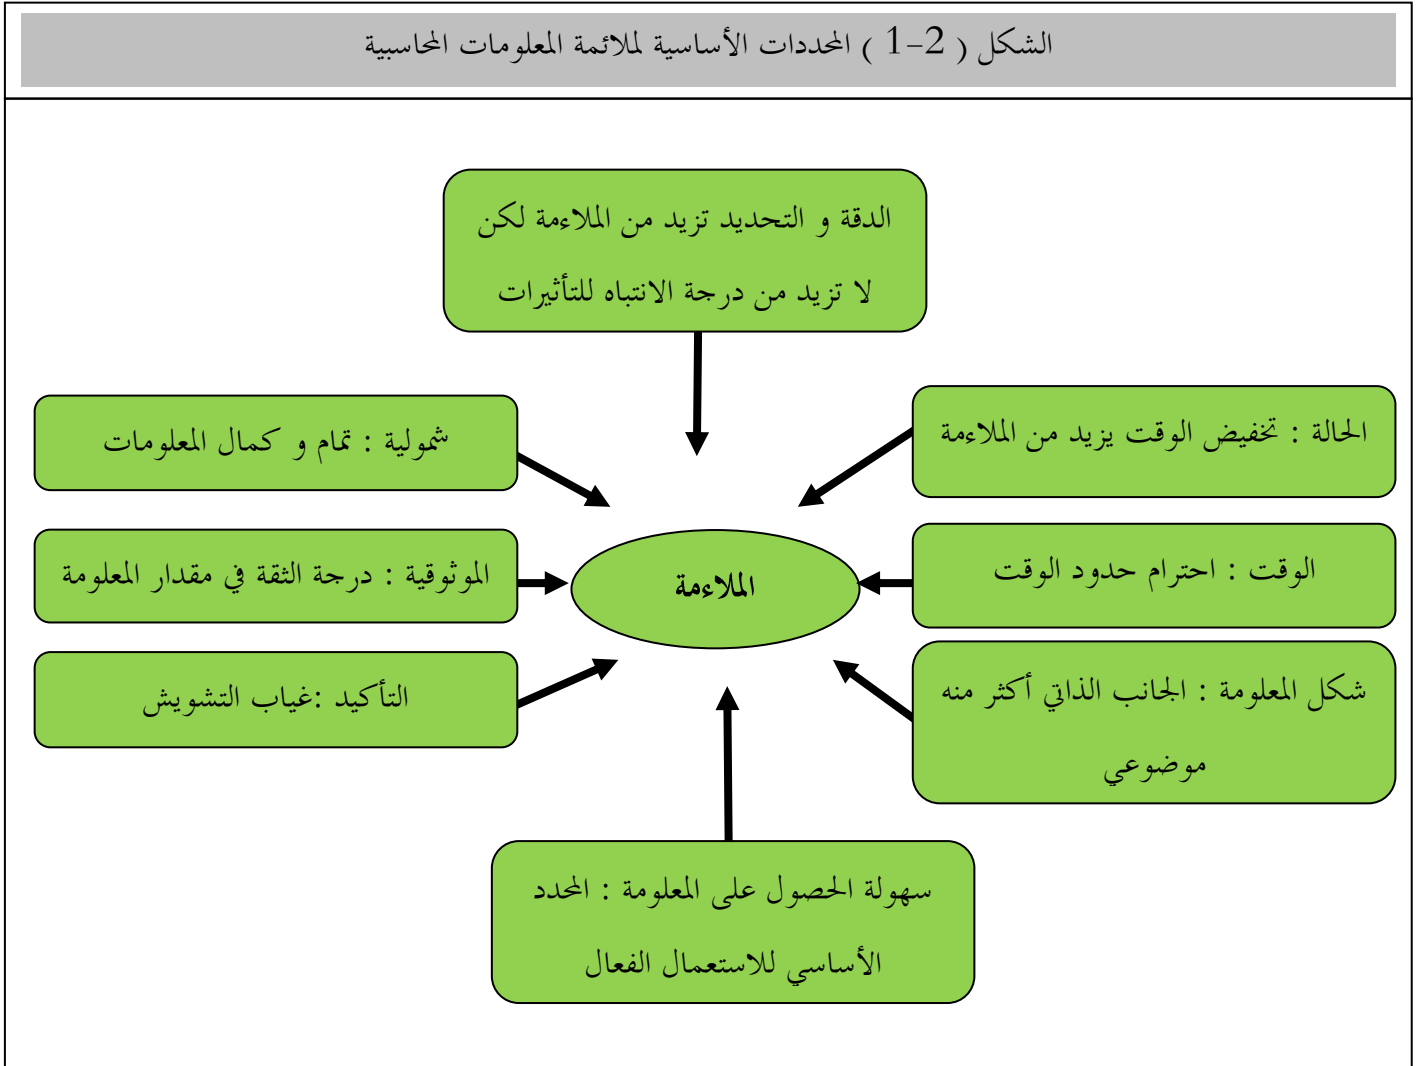 الشكل ( 2-1 ) المحددات الأساسية لملائمة المعلومات المحاسبية
الدقة و التحديد تزيد من الملاءمة لكن
لا تزيد من درجة الانتباه للتأثيرات
الحالة : تخفيض الوقت يزيد من الملاءمة
شمولية : تمام و كمال المعلومات
الوقت : احترام حدود الوقت
الملاءمة
الموثوقية : درجة الثقة في مقدار المعلومة
شكل المعلومة : الجانب الذاتي أكثر منه
موضوعي
التأكيد :غياب التشويش
سهولة الحصول على المعلومة : المحدد
الأساسي للاستعمال الفعال